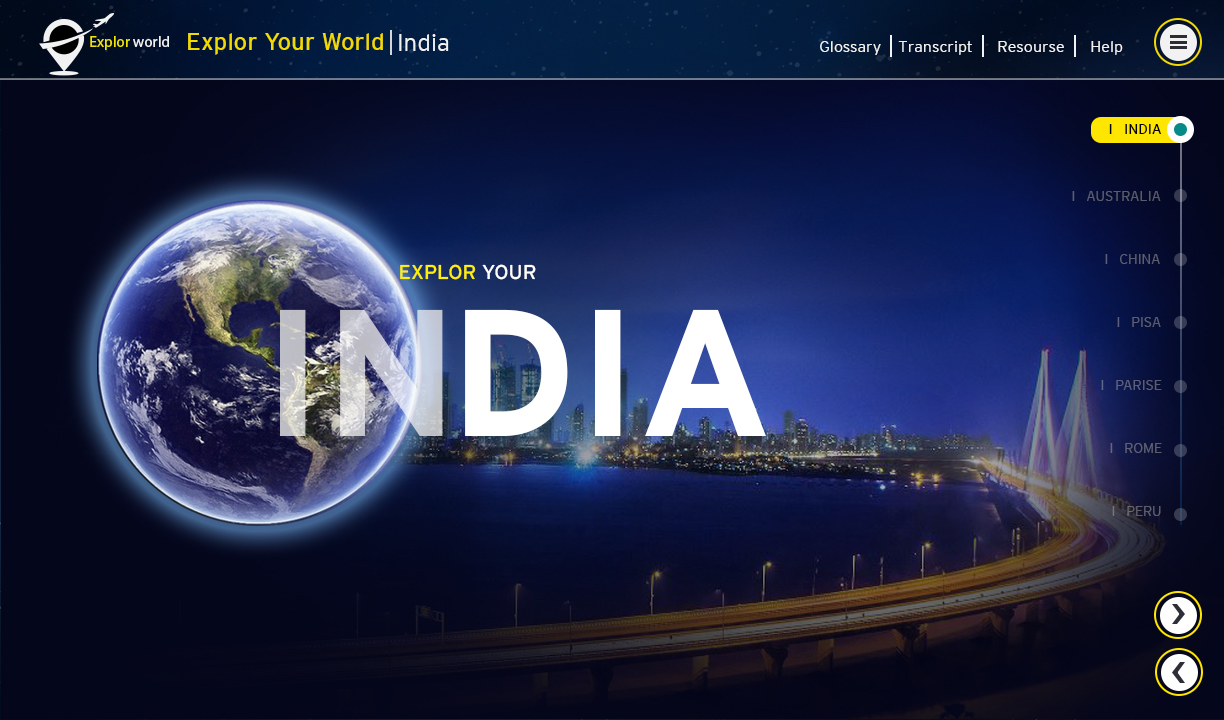 Explor world
Explor Your World | India
Glossary | Transcript | Resourse | Help
I INDIA
I AUSTRALIA
I CHINA
I PISA
I PARISE
I ROME
I PERU
EXPLOR YOUR
INDIA